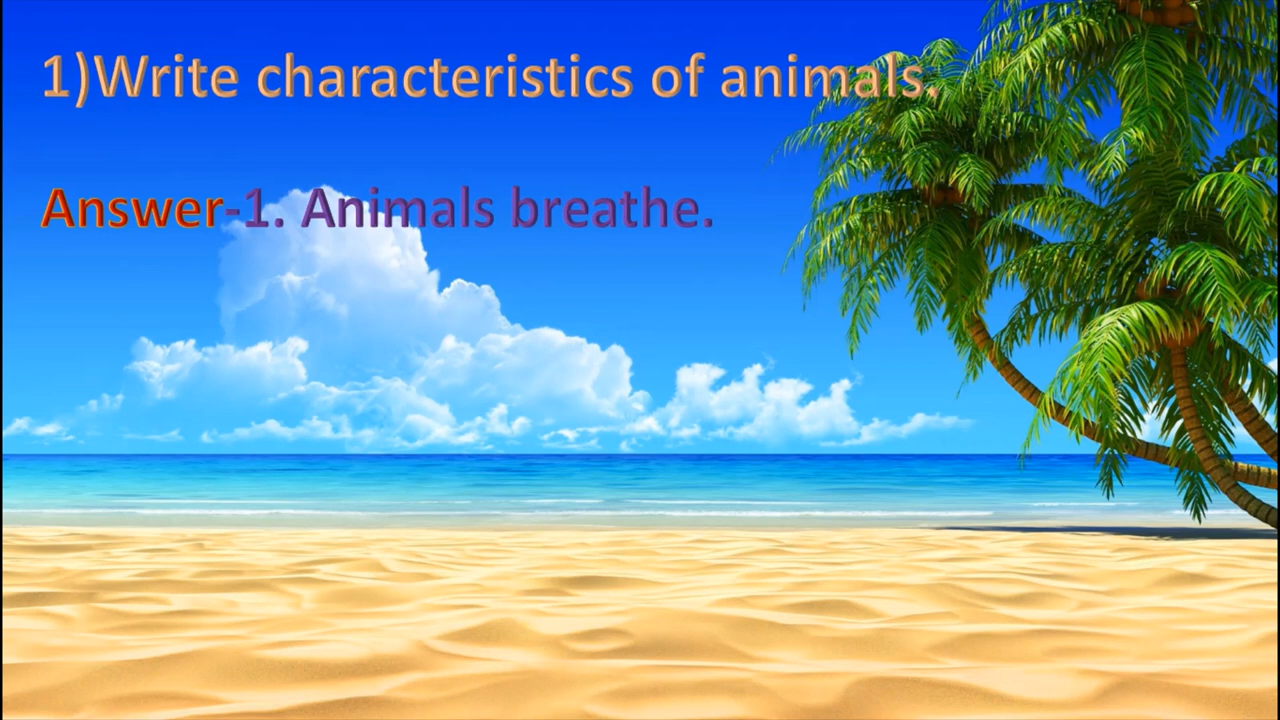 1)Write characteristics of animals.
Answer-1. Animals breathe.